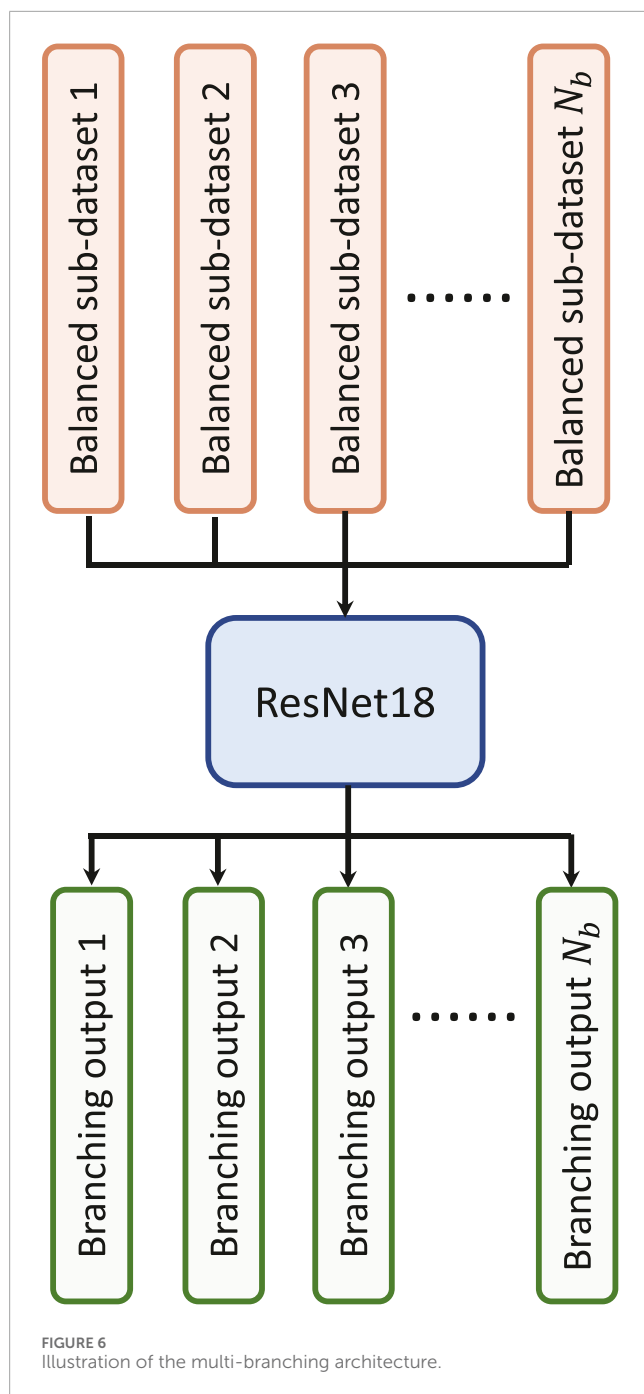 Balanced sub-dataset 1
Balanced sub-dataset 2
Balanced sub-dataset 3
......
Balanced sub-dataset N_b
ResNet18
Branching output 1
Branching output 2
Branching output 3
......
Branching output N_b
FIGURE 6
Illustration of the multi-branching architecture.